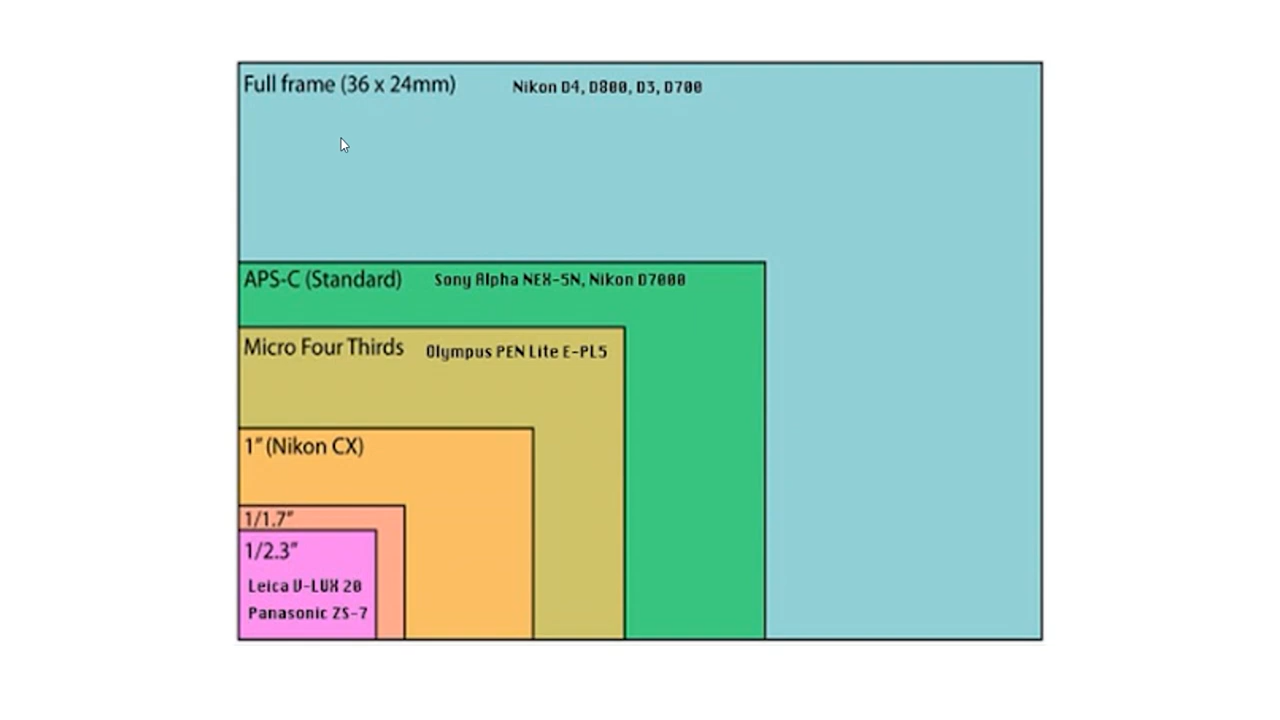 Full frame (36 x 24mm) Nikon D4, D800, D3, D700
APS-C (Standard) Sony Alpha NEX-5N, Nikon D7000
Micro Four Thirds Olympus PEN Lite E-PL5
1" (Nikon CX)
1/1.7"
1/2.3"
Leica V-LUX 20
Panasonic ZS-7